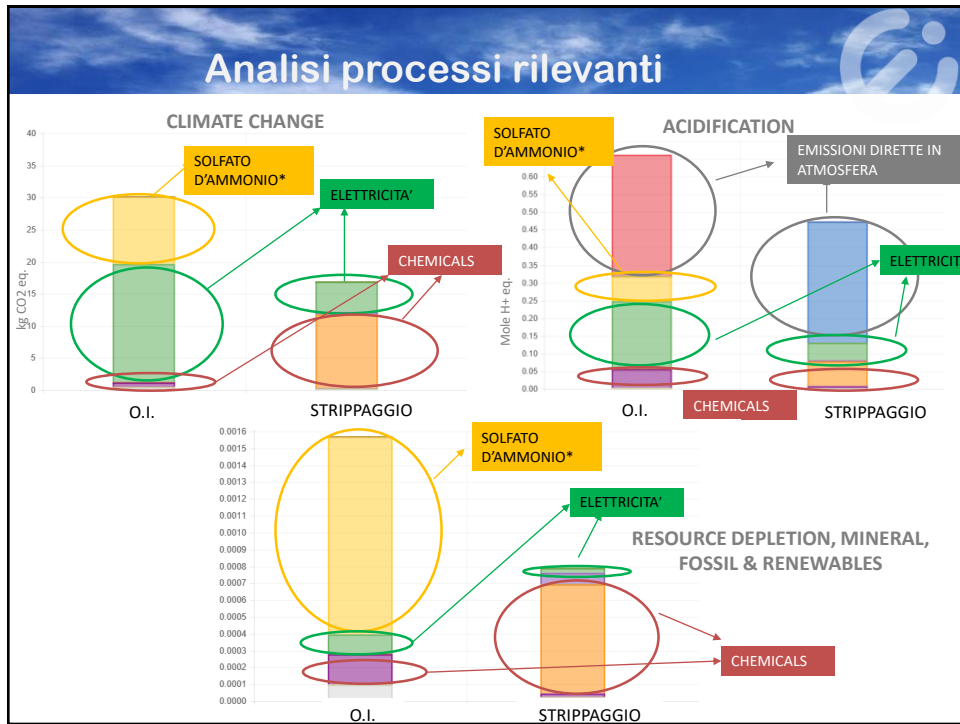 Analisi processi rilevanti
CLIMATE CHANGE
40
35
30
25
20
15
10
5
0
kg CO2 eq.
SOLFATO
D'AMMONIO*
ELETTRICITA'
CHEMICALS
O.I.
STRIPPAGGIO
ACIDIFICATION
SOLFATO
D'AMMONIO*
EMISSIONI DIRETTE IN
ATMOSFERA
0.60
0.55
0.50
0.45
0.40
0.35
0.30
0.25
0.20
0.15
0.10
0.05
0.00
Mole H+ eq.
ELETTRICITA
CHEMICALS
O.I.
STRIPPAGGIO
0.0016
0.0015
0.0014
0.0013
0.0012
0.0011
0.0010
0.0009
0.0008
0.0007
0.0006
0.0005
0.0004
0.0003
0.0002
0.0001
0.0000
SOLFATO
D'AMMONIO*
ELETTRICITA'
RESOURCE DEPLETION, MINERAL,
FOSSIL & RENEWABLES
CHEMICALS
O.I.
STRIPPAGGIO